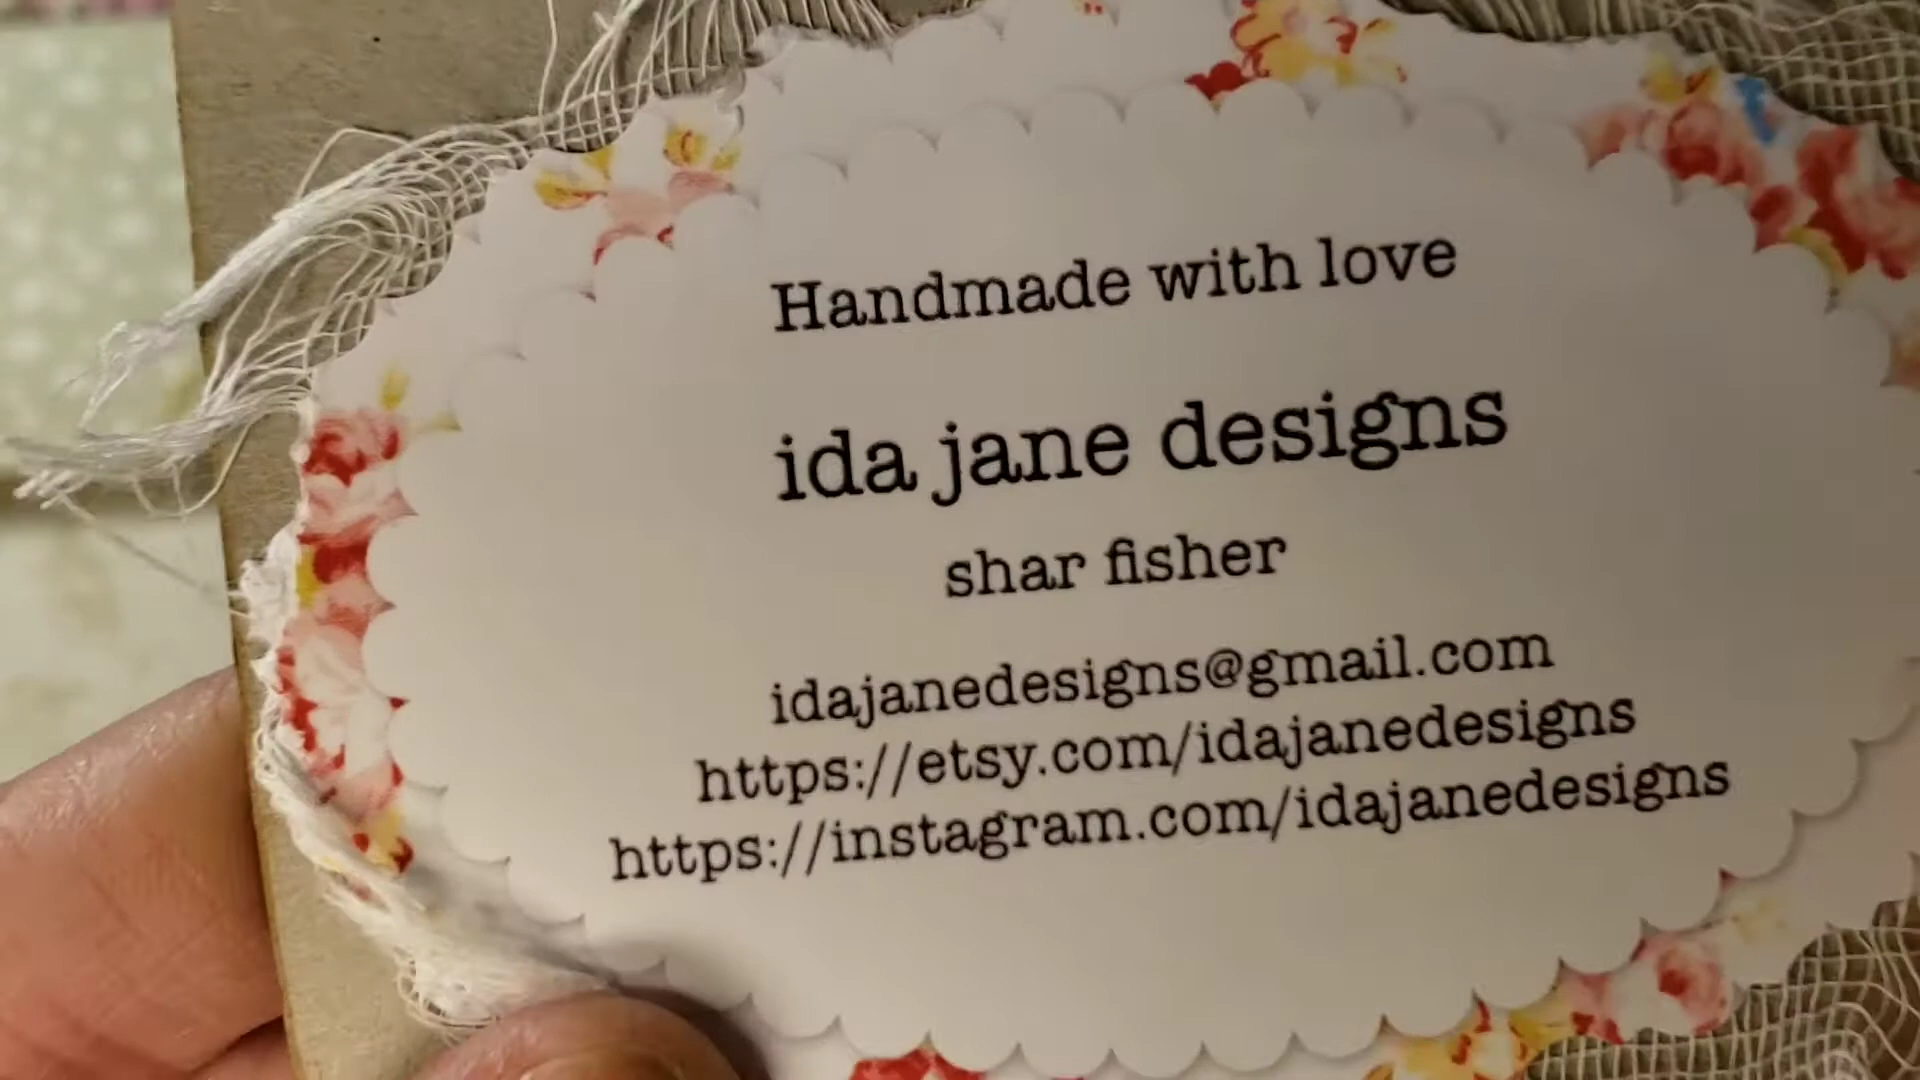 Handmade with love
ida jane designs
shar fisher
idajanedesigns@gmail.com
https://etsy.com/idajanedesigns
https://instagram.com/idajanedesigns